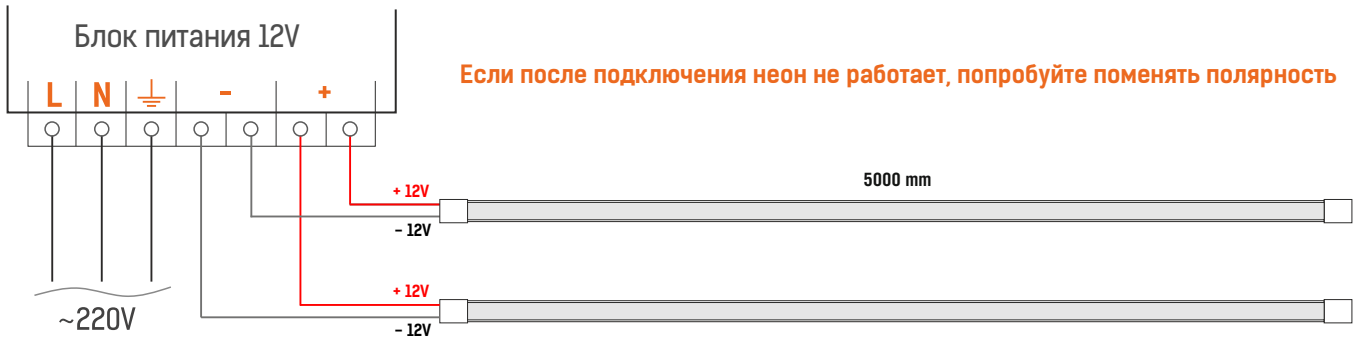 Блок питания 12V
Если после подключения неон не работает, попробуйте поменять полярность
L N - +
5000 mm
+ 12V
- 12V
+ 12V
- 12V
~220V